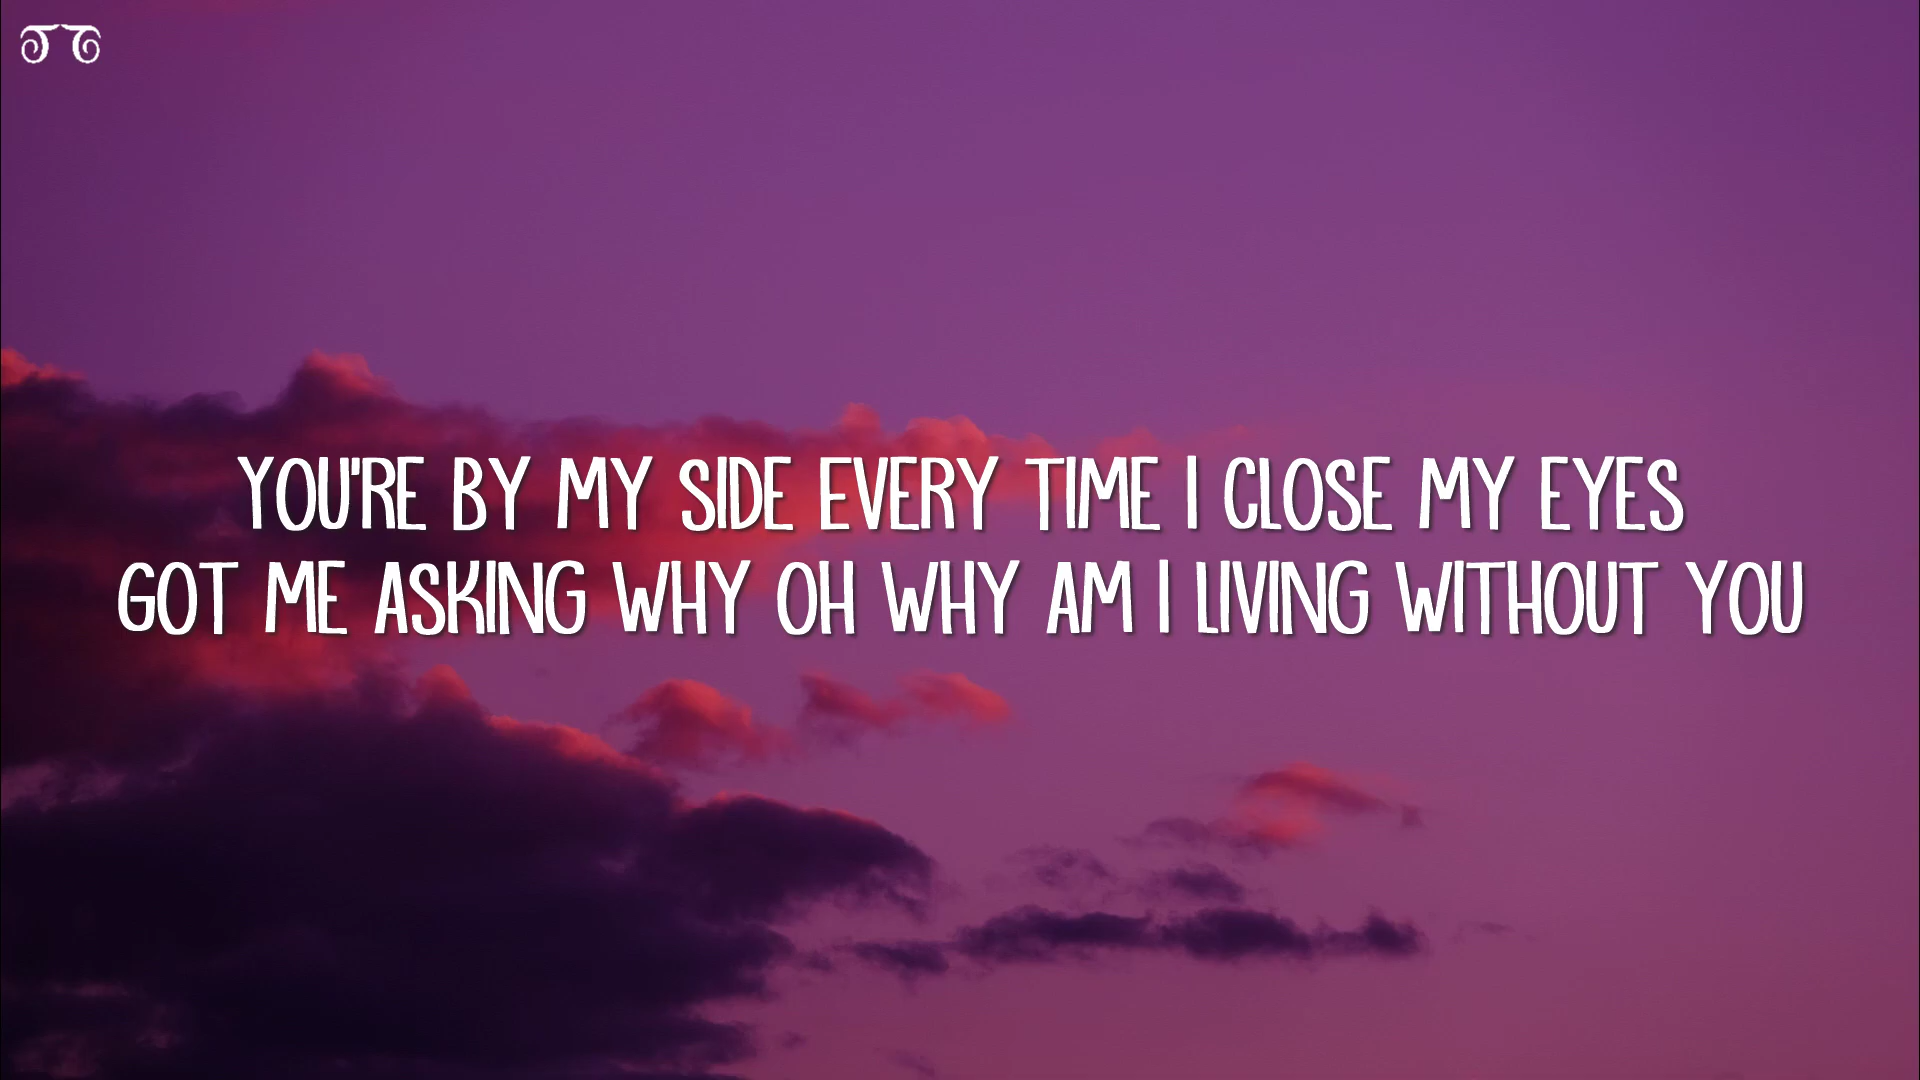 YOU'RE BY MY SIDE EVERY TIME I CLOSE MY EYES
GOT ME ASKING WHY OH WHY AM I LIVING WITHOUT YOU